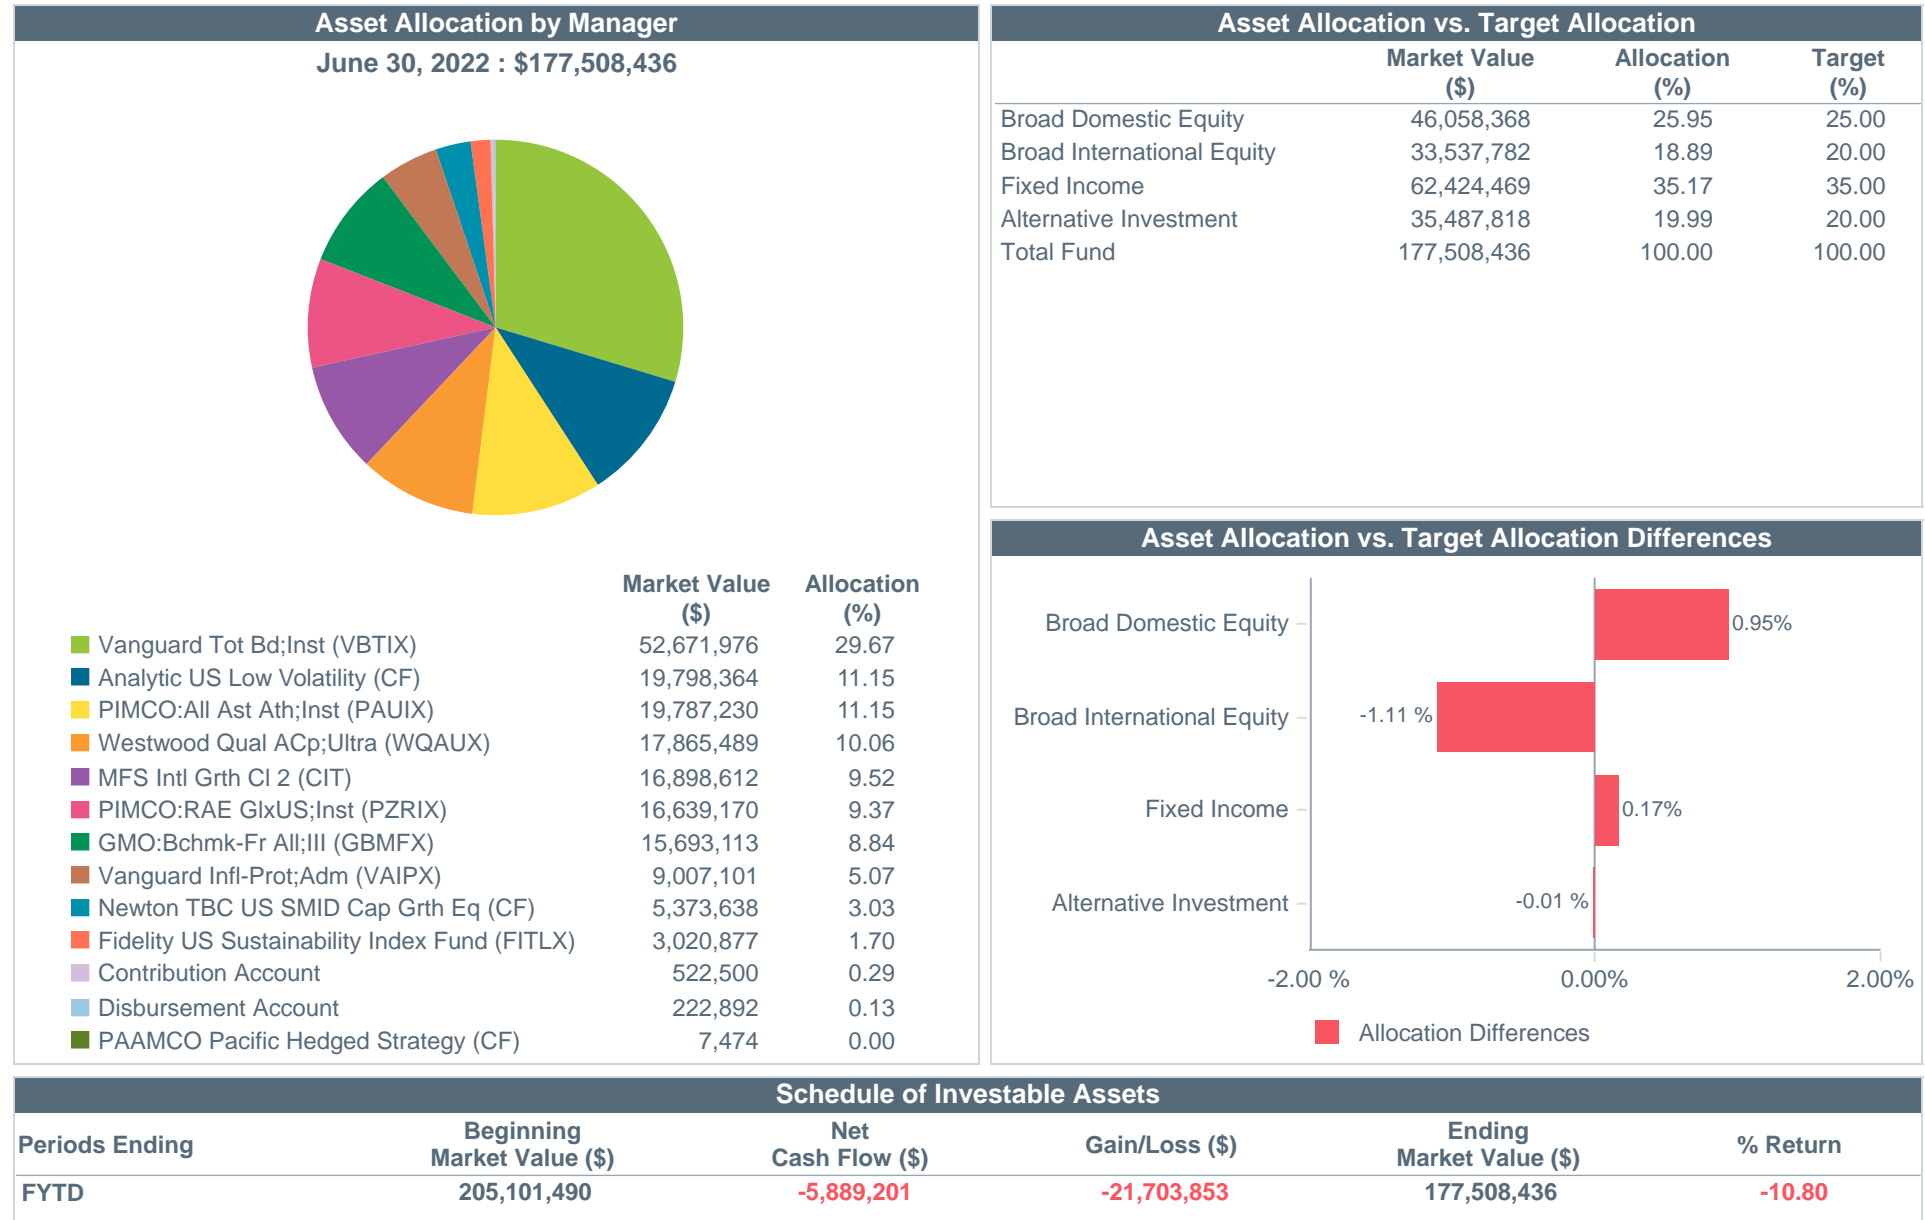 Asset Allocation by Manager
June 30, 2022 : $177,508,436
Market Value Allocation
($) (%)
Vanguard Tot Bd;Inst (VBTIX) 52,671,976 29.67
Analytic US Low Volatility (CF) 19,798,364 11.15
PIMCO:All Ast Ath;Inst (PAUIX) 19,787,230 11.15
Westwood Qual ACp;Ultra (WQAUX) 17,865,489 10.06
MFS Intl Grth Cl 2 (CIT) 16,898,612 9.52
PIMCO:RAE GlxUS;Inst (PZRIX) 16,639,170 9.37
GMO:Bchmk-Fr All;III (GBMFX) 15,693,113 8.84
Vanguard Infl-Prot;Adm (VAIPX) 9,007,101 5.07
Newton TBC US SMID Cap Grth Eq (CF) 5,373,638 3.03
Fidelity US Sustainability Index Fund (FITLX) 3,020,877 1.70
Contribution Account 522,500 0.29
Disbursement Account 222,892 0.13
PAAMCO Pacific Hedged Strategy (CF) 7,474 0.00
Asset Allocation vs. Target Allocation
Market Value Allocation Target
($) (%) (%)
Broad Domestic Equity 46,058,368 25.95 25.00
Broad International Equity 33,537,782 18.89 20.00
Fixed Income 62,424,469 35.17 35.00
Alternative Investment 35,487,818 19.99 20.00
Total Fund 177,508,436 100.00 100.00
Asset Allocation vs. Target Allocation Differences
Broad Domestic Equity 0.95%
Broad International Equity -1.11 %
Fixed Income 0.17%
Alternative Investment -0.01 %
-2.00 % 0.00% 2.00%
Allocation Differences
Schedule of Investable Assets
Periods Ending Beginning Market Value ($) Net Cash Flow ($) Gain/Loss ($) Ending Market Value ($) % Return
FYTD 205,101,490 -5,889,201 -21,703,853 177,508,436 -10.80